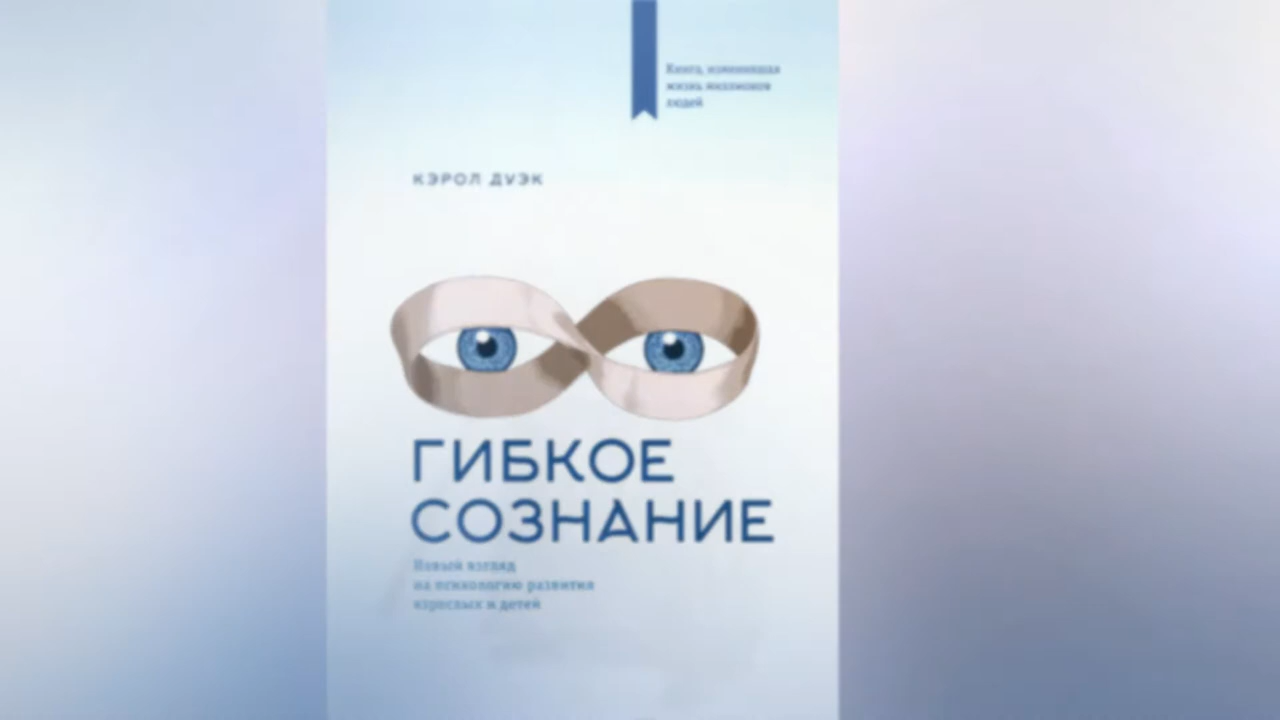 Книга, изменившая
жизнь миллионов
людей
КЭРОЛ ДУЭК
ГИБКОЕ
СОЗНАНИЕ
Новый взгляд
на психологию развития
взрослых и детей